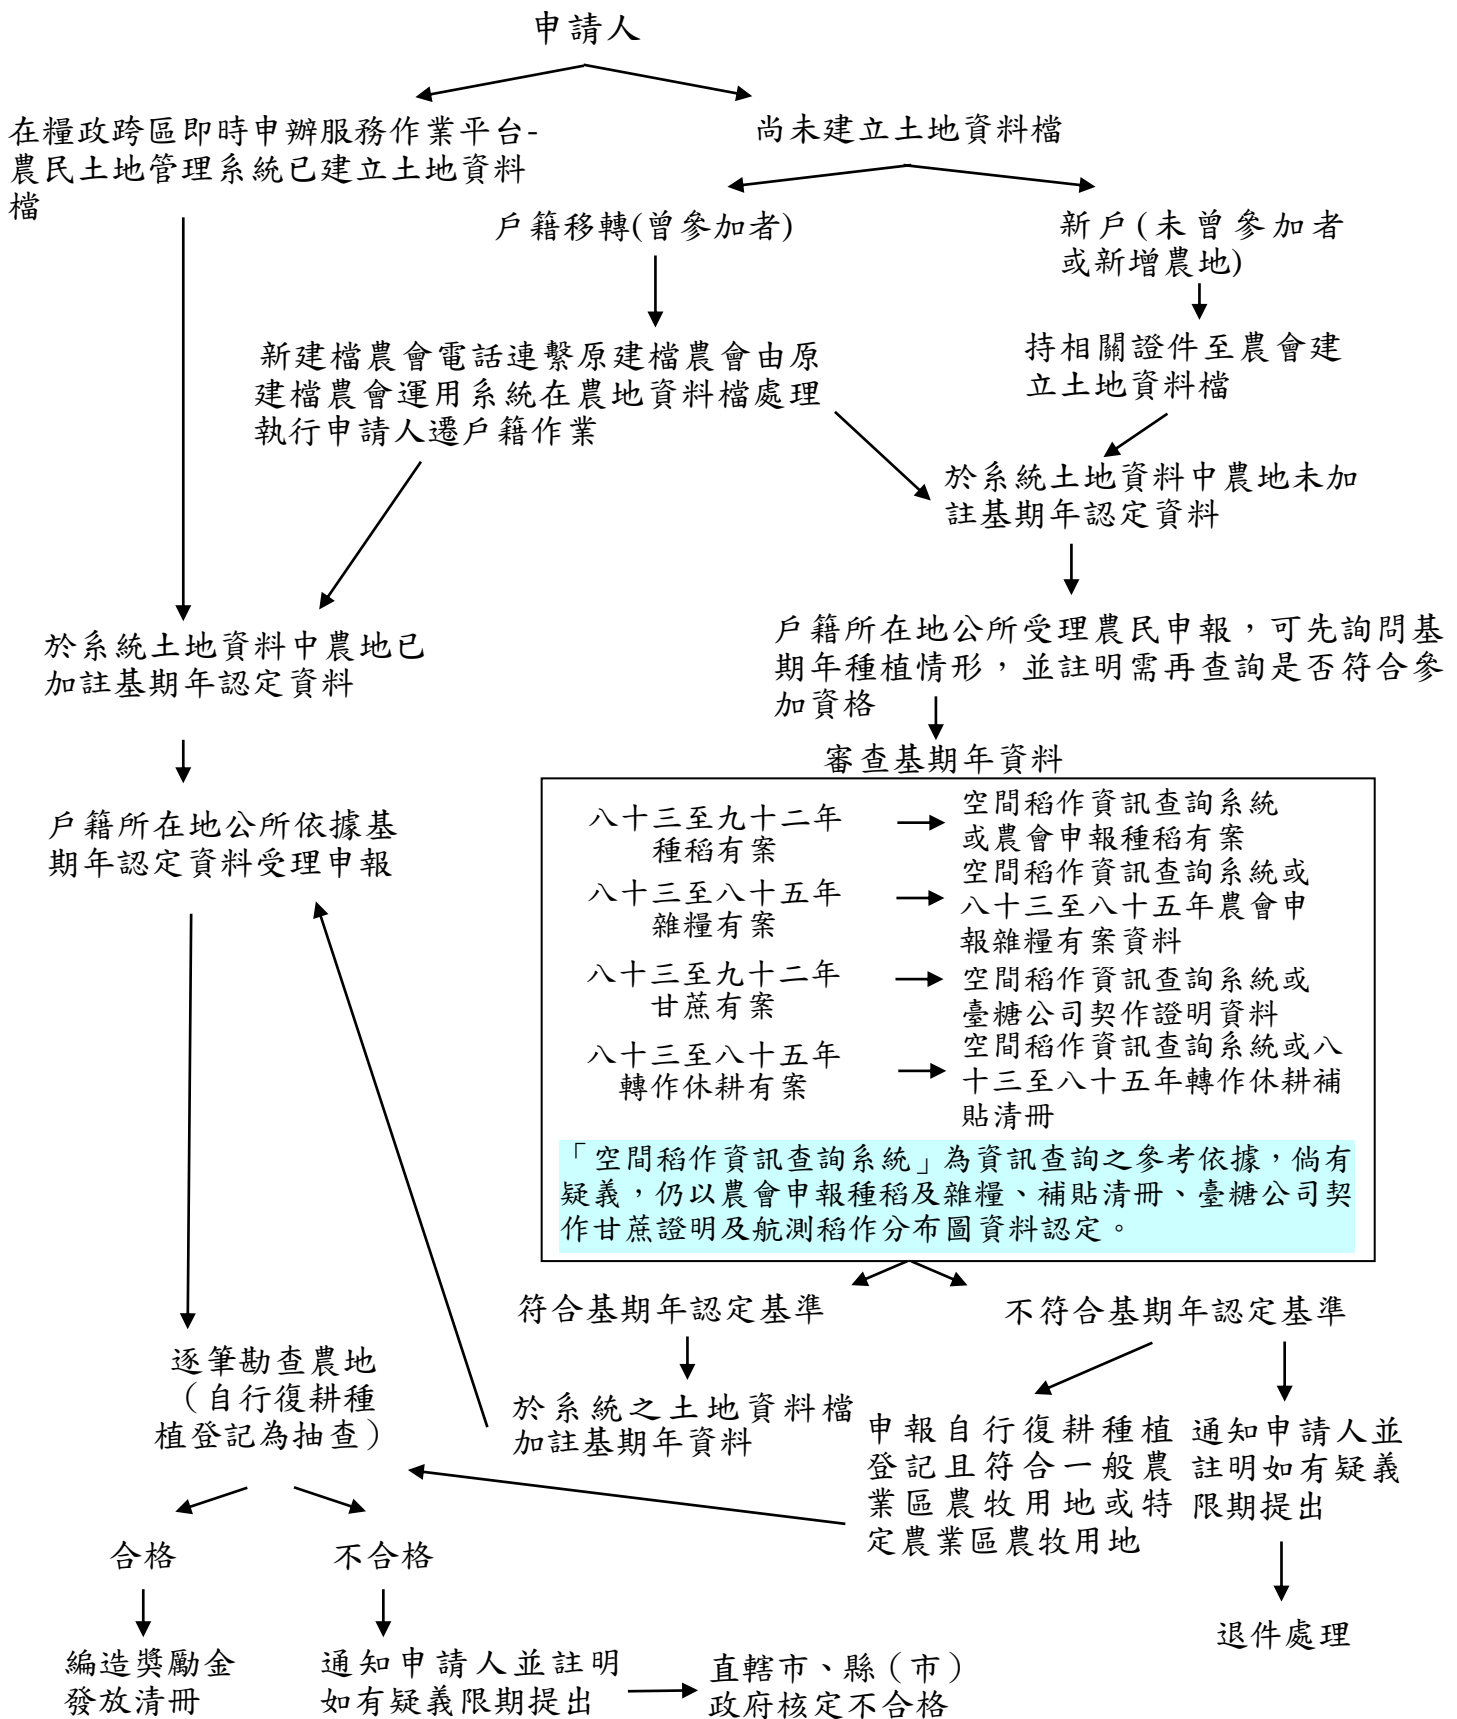 申請人
在糧政跨區即時申辦服務作業平台-
農民土地管理系統已建立土地資料
檔
尚未建立土地資料檔
戶籍移轉(曾參加者)
新戶(未曾參加者
或新增農地)
新建檔農會電話連繫原建檔農會由原
建檔農會運用系統在農地資料檔處理
執行申請人遷戶籍作業
持相關證件至農會建
立土地資料檔
於系統土地資料中農地未加
註基期年認定資料
於系統土地資料中農地已
加註基期年認定資料
戶籍所在地公所受理農民申報，可先詢問基
期年種植情形，並註明需再查詢是否符合參
加資格
審查基期年資料
戶籍所在地公所依據基
期年認定資料受理申報
八十三至九十二年
種稻有案
空間稻作資訊查詢系統
或農會申報種稻有案
八十三至八十五年
雜糧有案
空間稻作資訊查詢系統或
八十三至八十五年農會申
報雜糧有案資料
八十三至九十二年
甘蔗有案
空間稻作資訊查詢系統或
臺糖公司契作證明資料
八十三至八十五年
轉作休耕有案
空間稻作資訊查詢系統或八
十三至八十五年轉作休耕補
貼清冊
「空間稻作資訊查詢系統」為資訊查詢之參考依據，倘有
疑義，仍以農會申報種稻及雜糧、補貼清冊、臺糖公司契
作甘蔗證明及航測稻作分布圖資料認定。
符合基期年認定基準
不符合基期年認定基準
逐筆勘查農地
（自行復耕種
植登記為抽查）
於系統之土地資料檔
加註基期年資料
申報自行復耕種植
登記且符合一般農
業區農牧用地或特
定農業區農牧用地
通知申請人並
註明如有疑義
限期提出
合格
不合格
退件處理
編造獎勵金
發放清冊
通知申請人並註明
如有疑義限期提出
直轄市、縣（市）
政府核定不合格